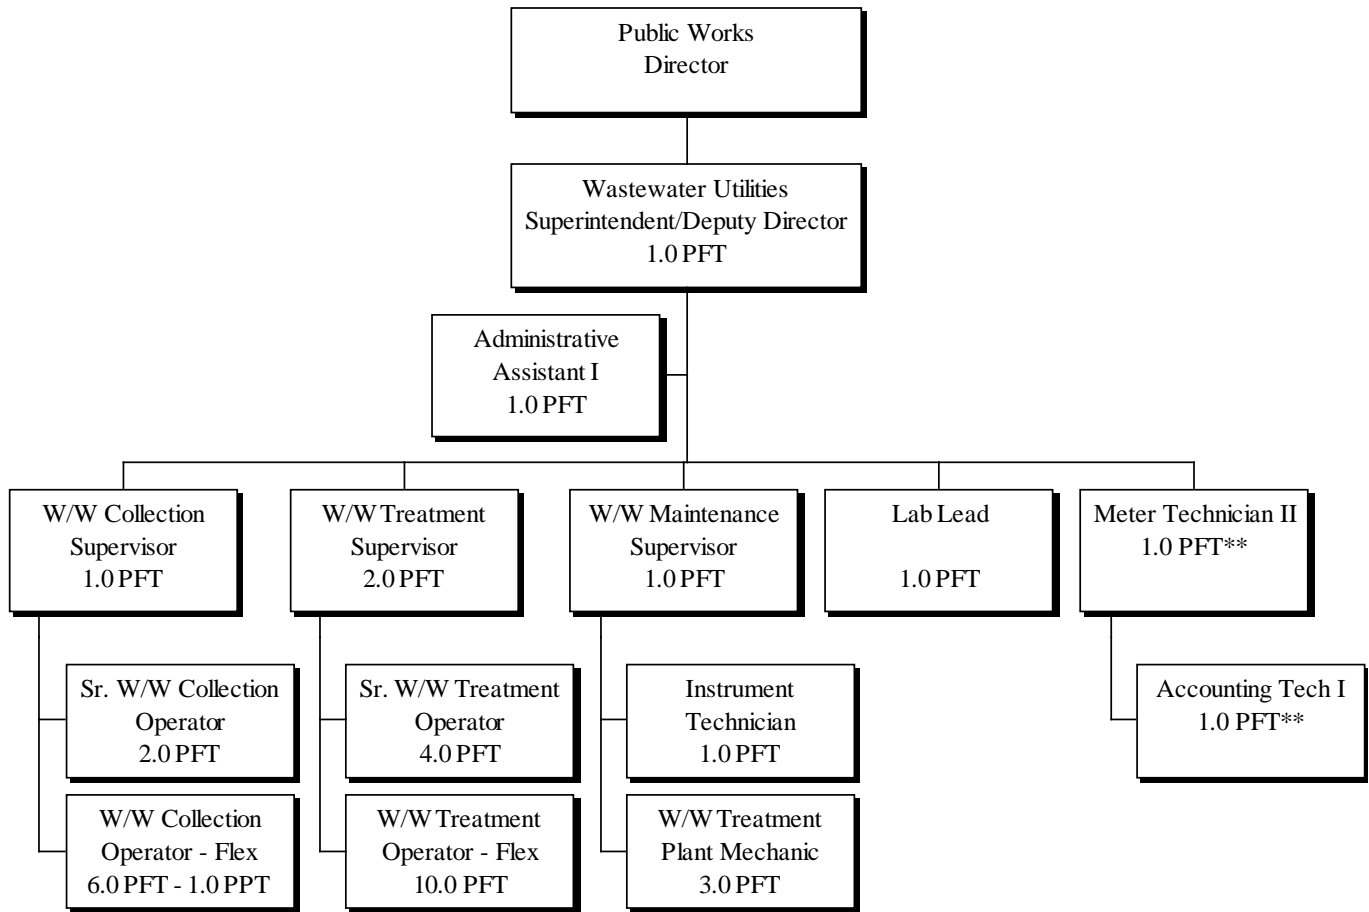 Public Works
Director
Wastewater Utilities
Superintendent/Deputy Director
1.0 PFT
Administrative
Assistant I
1.0 PFT
W/W Collection
Supervisor
1.0 PFT
W/W Treatment
Supervisor
2.0 PFT
W/W Maintenance
Supervisor
1.0 PFT
Lab Lead
1.0 PFT
Meter Technician II
1.0 PFT**
Sr. W/W Collection
Operator
2.0 PFT
Sr. W/W Treatment
Operator
4.0 PFT
Instrument
Technician
1.0 PFT
Accounting Tech I
1.0 PFT**
W/W Collection
Operator - Flex
6.0 PFT - 1.0 PPT
W/W Treatment
Operator - Flex
10.0 PFT
W/W Treatment
Plant Mechanic
3.0 PFT